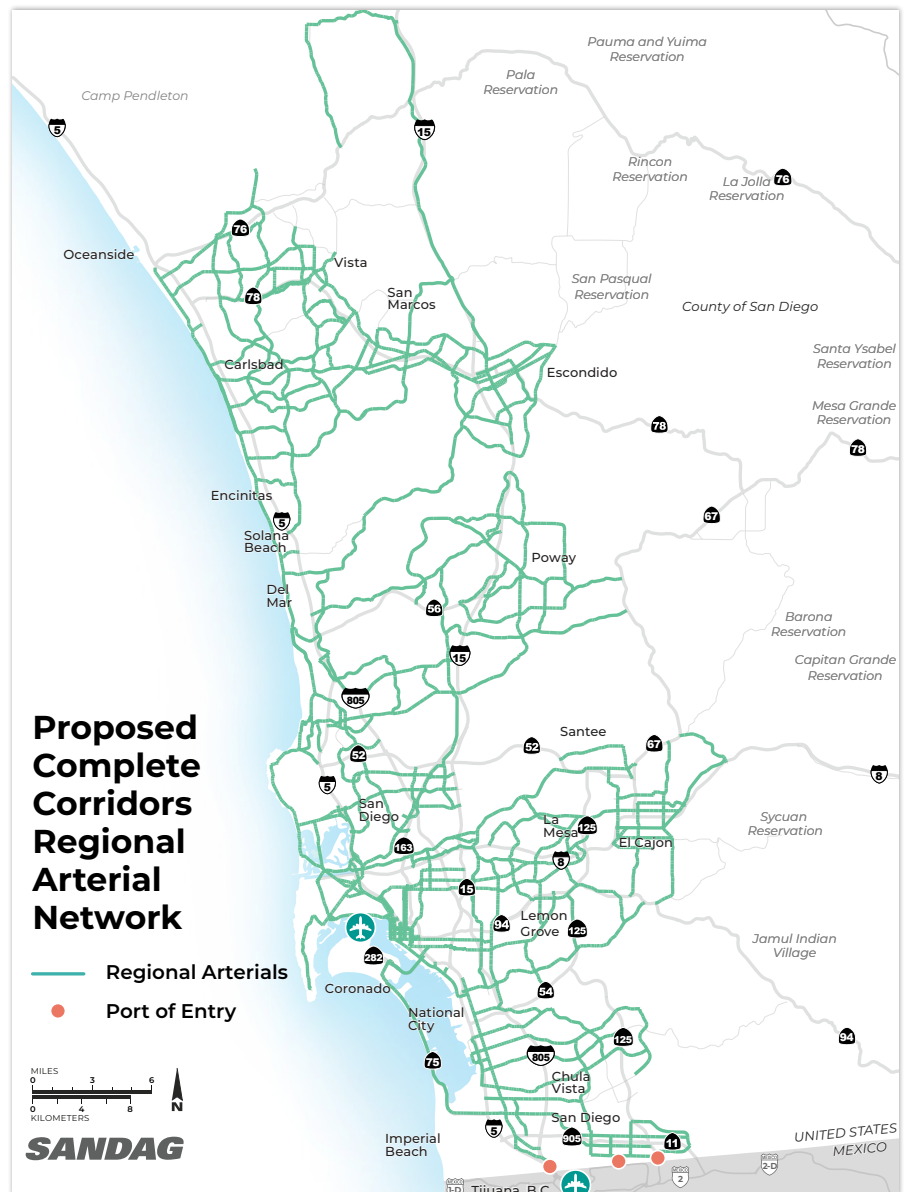 Pauma and Yuima
Reservation
Pala
Reservation
Camp Pendleton
5
15
Rincon
Reservation
La Jolla
Reservation
76
76
Oceanside
Vista
San Pasqual
Reservation
78
San
Marcos
County of San Diego
Santa Ysabel
Reservation
Carlsbad
Escondido
Mesa Grande
Reservation
78
78
Encinitas
5
67
Solana
Beach
Poway
Del
Mar
56
Barona
Reservation
15
Capitan Grande
Reservation
805
Proposed
Complete
Corridors
Regional
Arterial
Network
Santee
52
67
52
5
8
San
Diego
La
Mesa
125
Sycuan
Reservation
El Cajon
163
8
15
94
Lemon
Grove
125
Jamul Indian
Village
282
Regional Arterials
Coronado
54
Port of Entry
National
City
125
94
805
75
Chula
Vista
MILES
0 3 6
N
0 4 8
KILOMETERS
San Diego
5
905
11
UNITED STATES
MEXICO
Imperial
Beach
SANDAG
2-D
2
1-D
Tijuana, B.C.